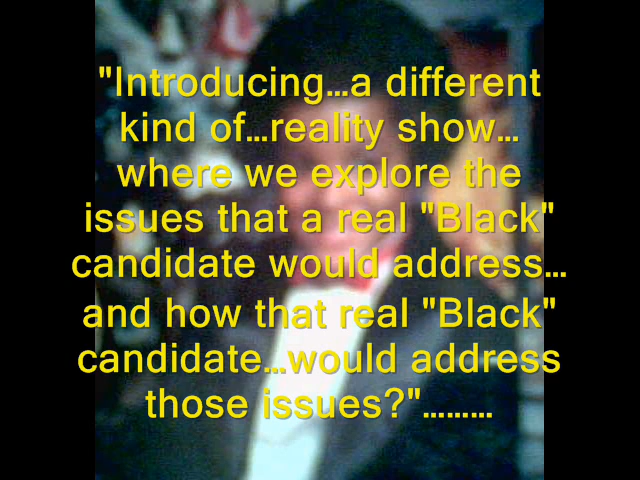 "Introducing...a different
kind of...reality show...
where we explore the
issues that a real "Black"
candidate would address...
and how that real "Black"
candidate...would address
those issues?".........